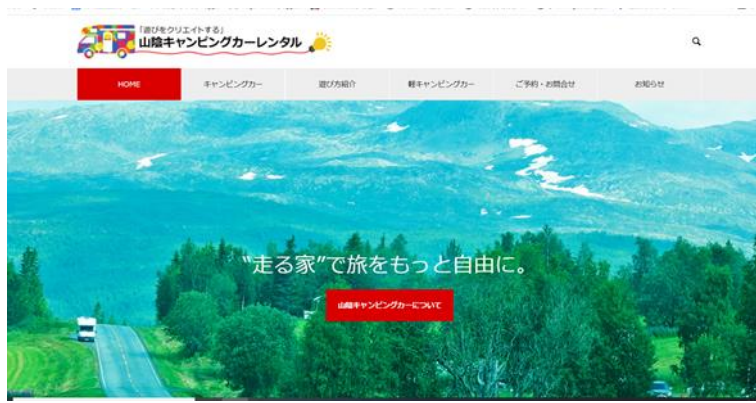 「遊びをクリエイトする」
山陰キャンピングカーレンタル
HOME
キャンピングカー
遊び方紹介
軽キャンピングカー
ご予約・お問合せ
お知らせ
“走る家”で旅をもっと自由に。
山陰キャンピングカーについて